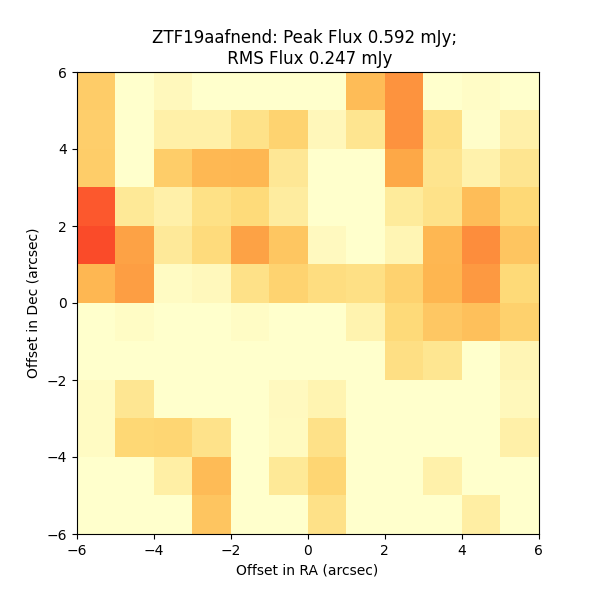 ZTF19aafnend: Peak Flux 0.592 mJy;
RMS Flux 0.247 mJy
6
4
2
0
−2
−4
−6
Offset in Dec (arcsec)
−6 −4 −2 0 2 4 6
Offset in RA (arcsec)